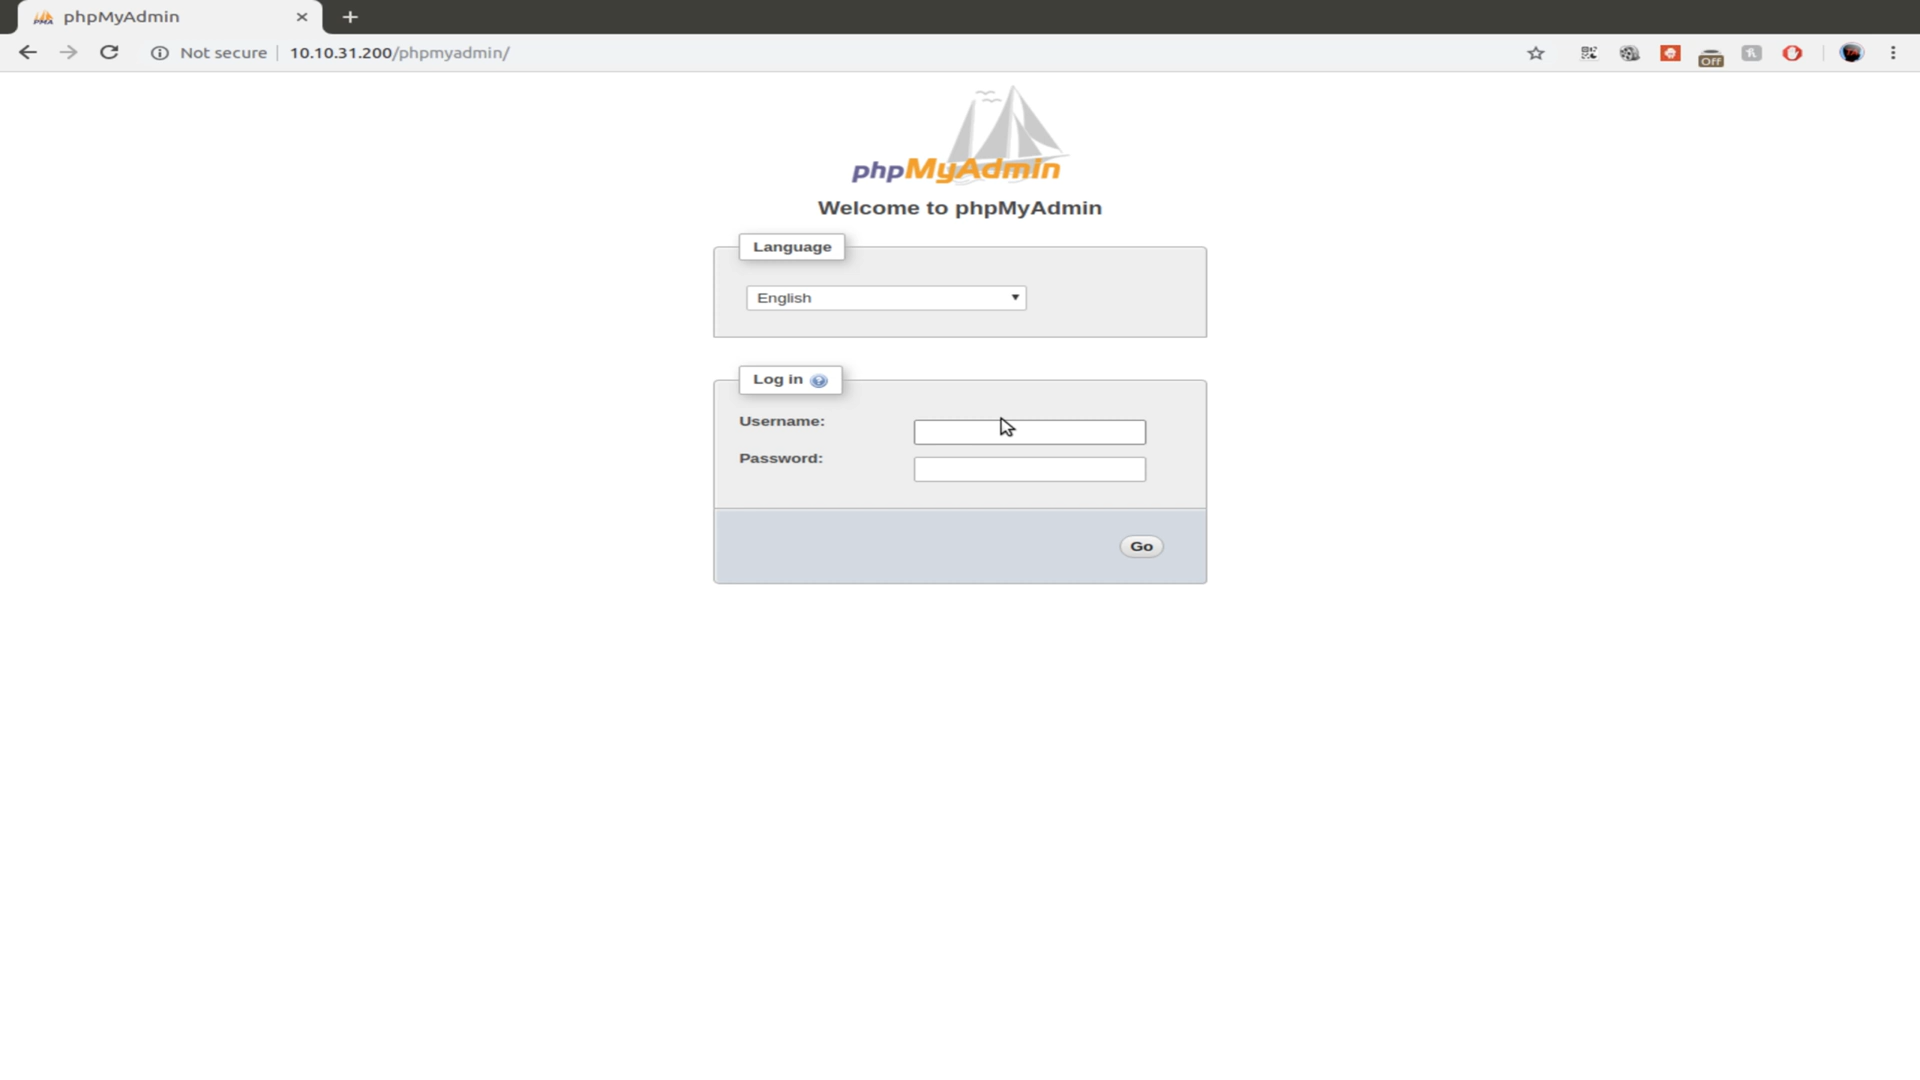 phpMyAdmin
Not secure
10.10.31.200/phpmyadmin/
Off
phpMyAdmin
Welcome to phpMyAdmin
Language
English
Log in
Username:
Password:
Go